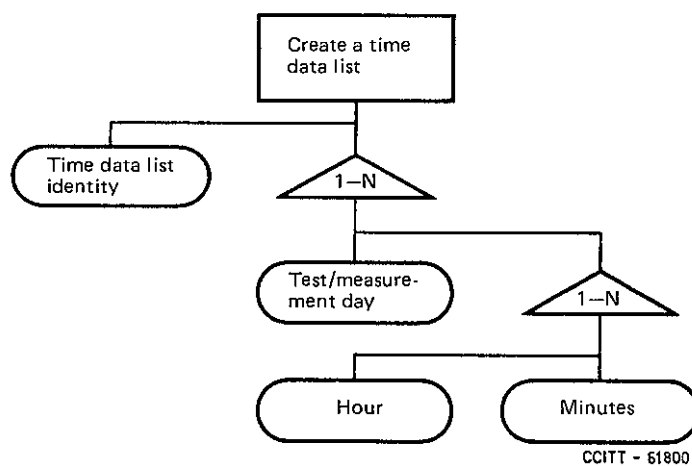 Create a time
data list
Time data list
identity
1—N
Test/measure-
ment day
1—N
Hour
Minutes
CCITT - 61800